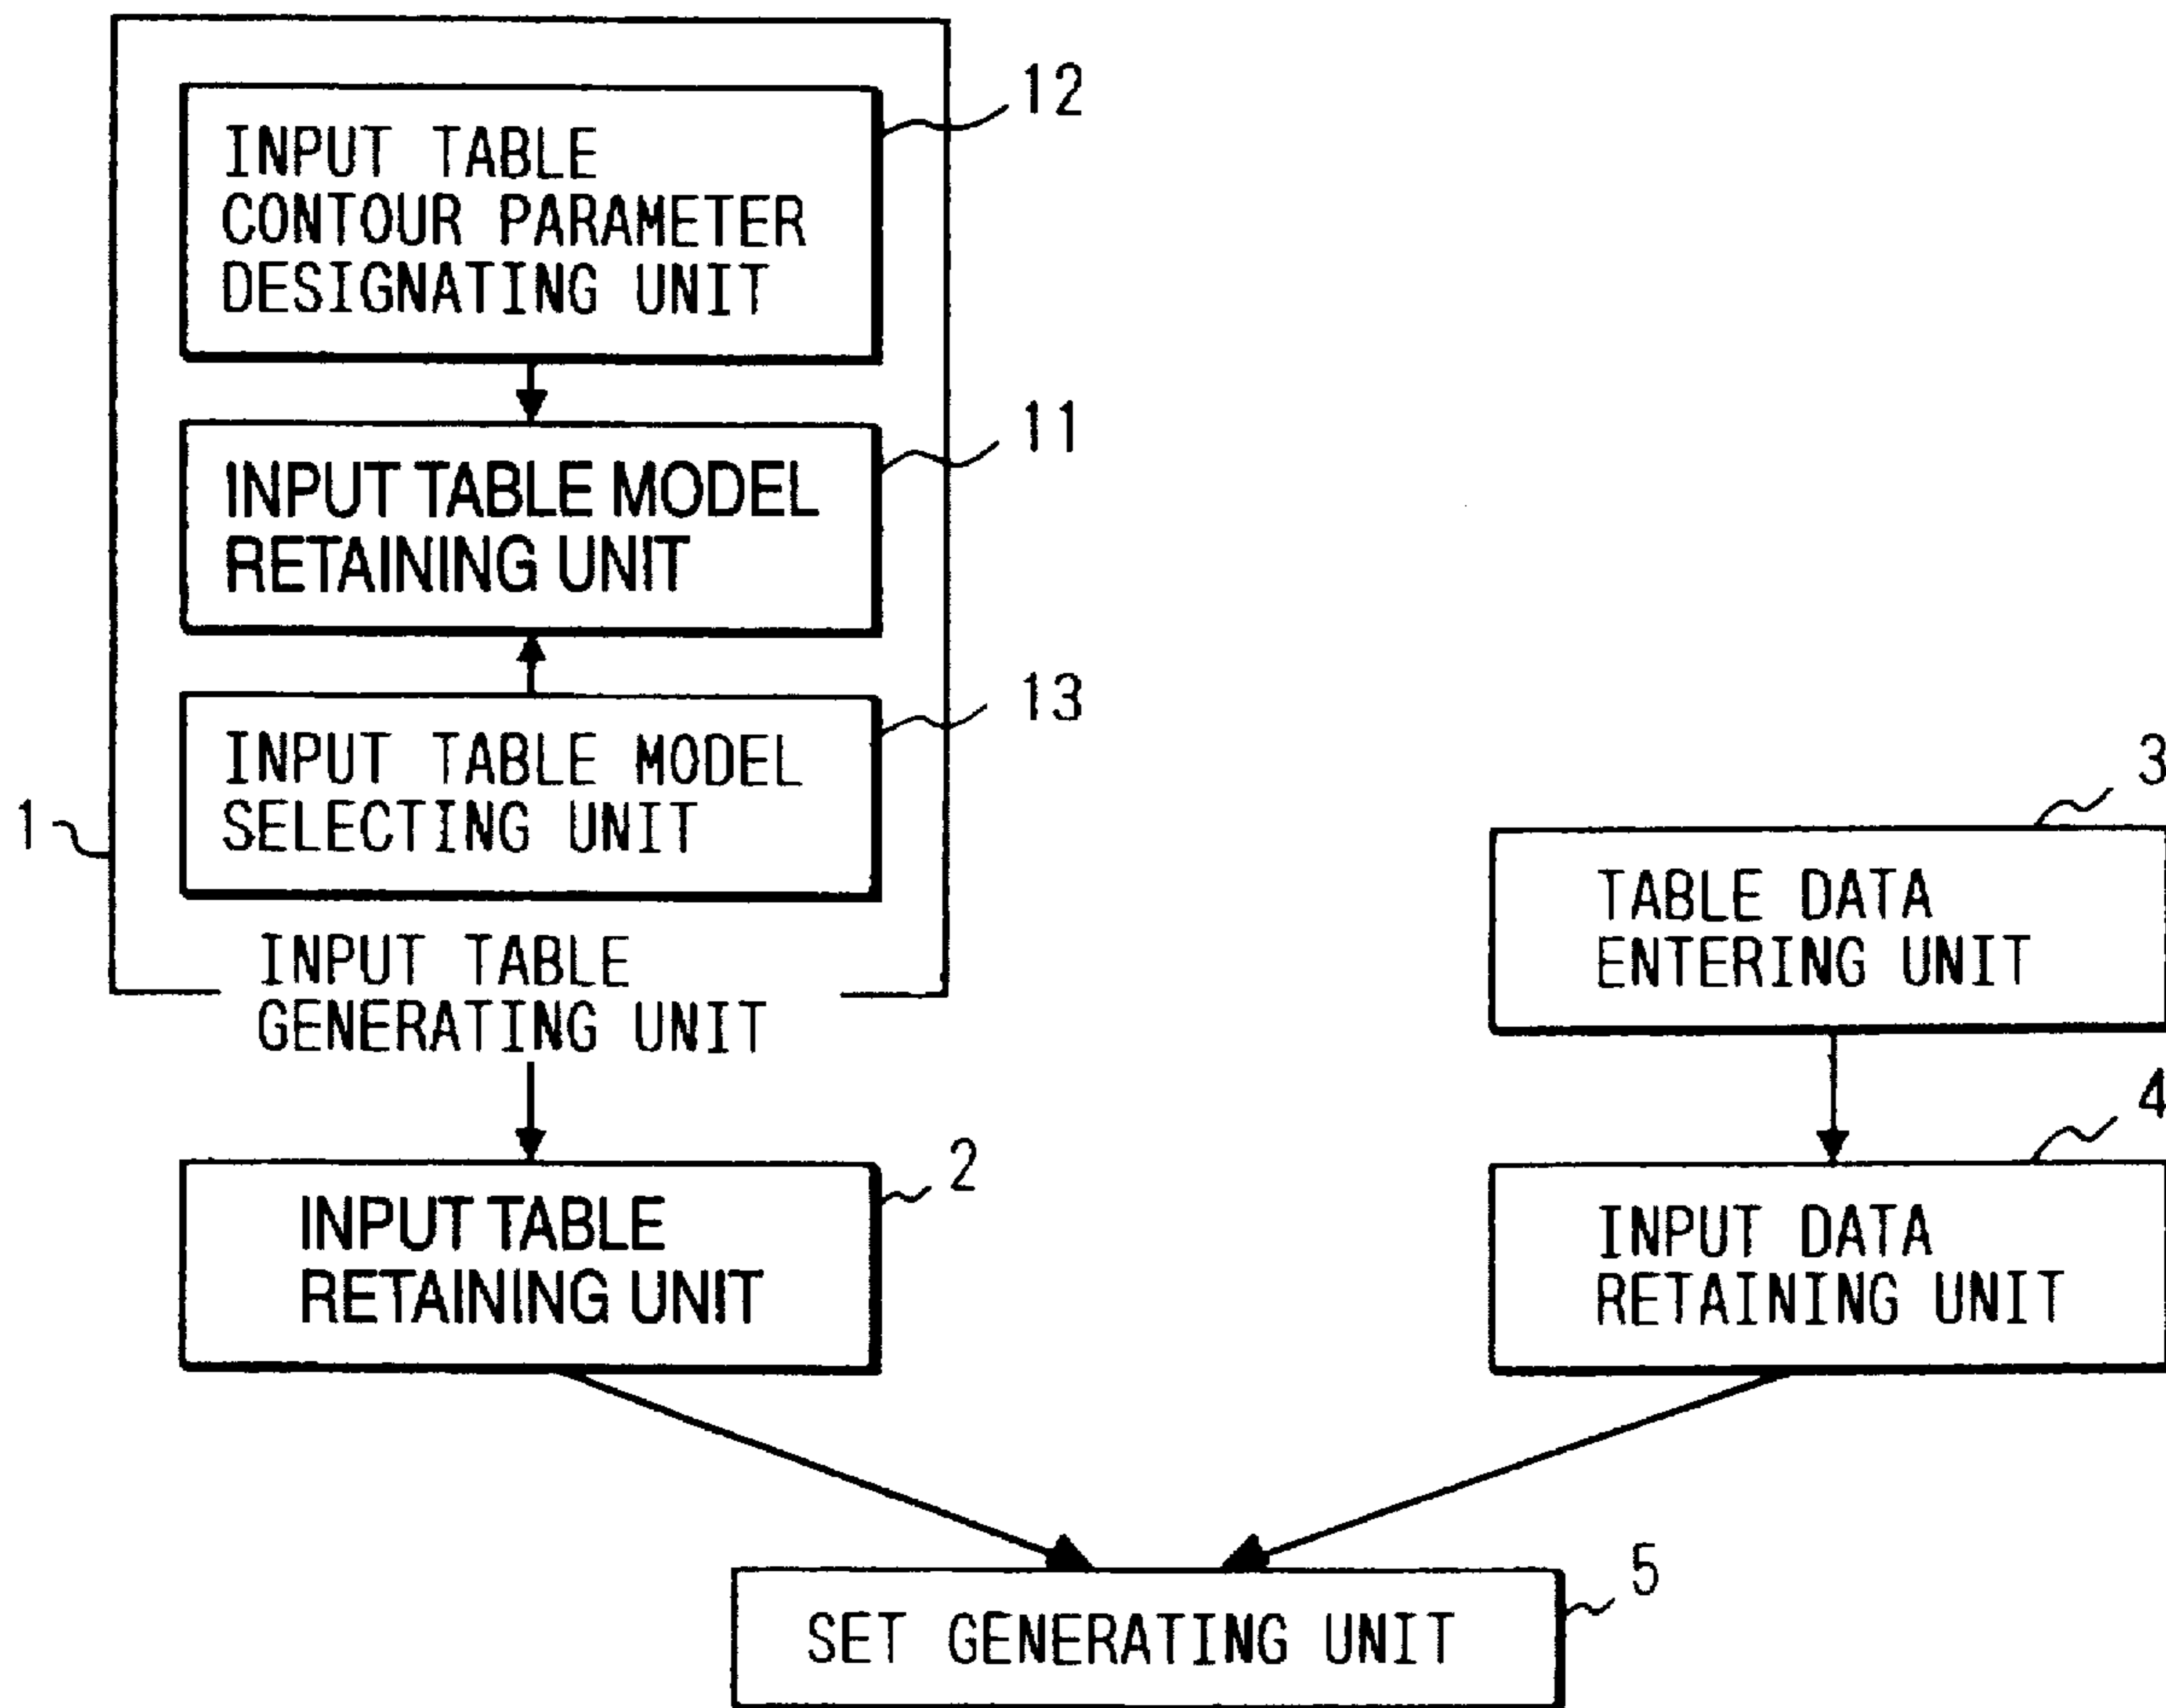 12
INPUT TABLE
CONTOUR PARAMETER
DESIGNATING UNIT
11
INPUT TABLE MODEL
RETAINING UNIT
13
INPUT TABLE MODEL
SELECTING UNIT
1
INPUT TABLE
GENERATING UNIT
3
TABLE DATA
ENTERING UNIT
2
INPUT TABLE
RETAINING UNIT
4
INPUT DATA
RETAINING UNIT
5
SET GENERATING UNIT